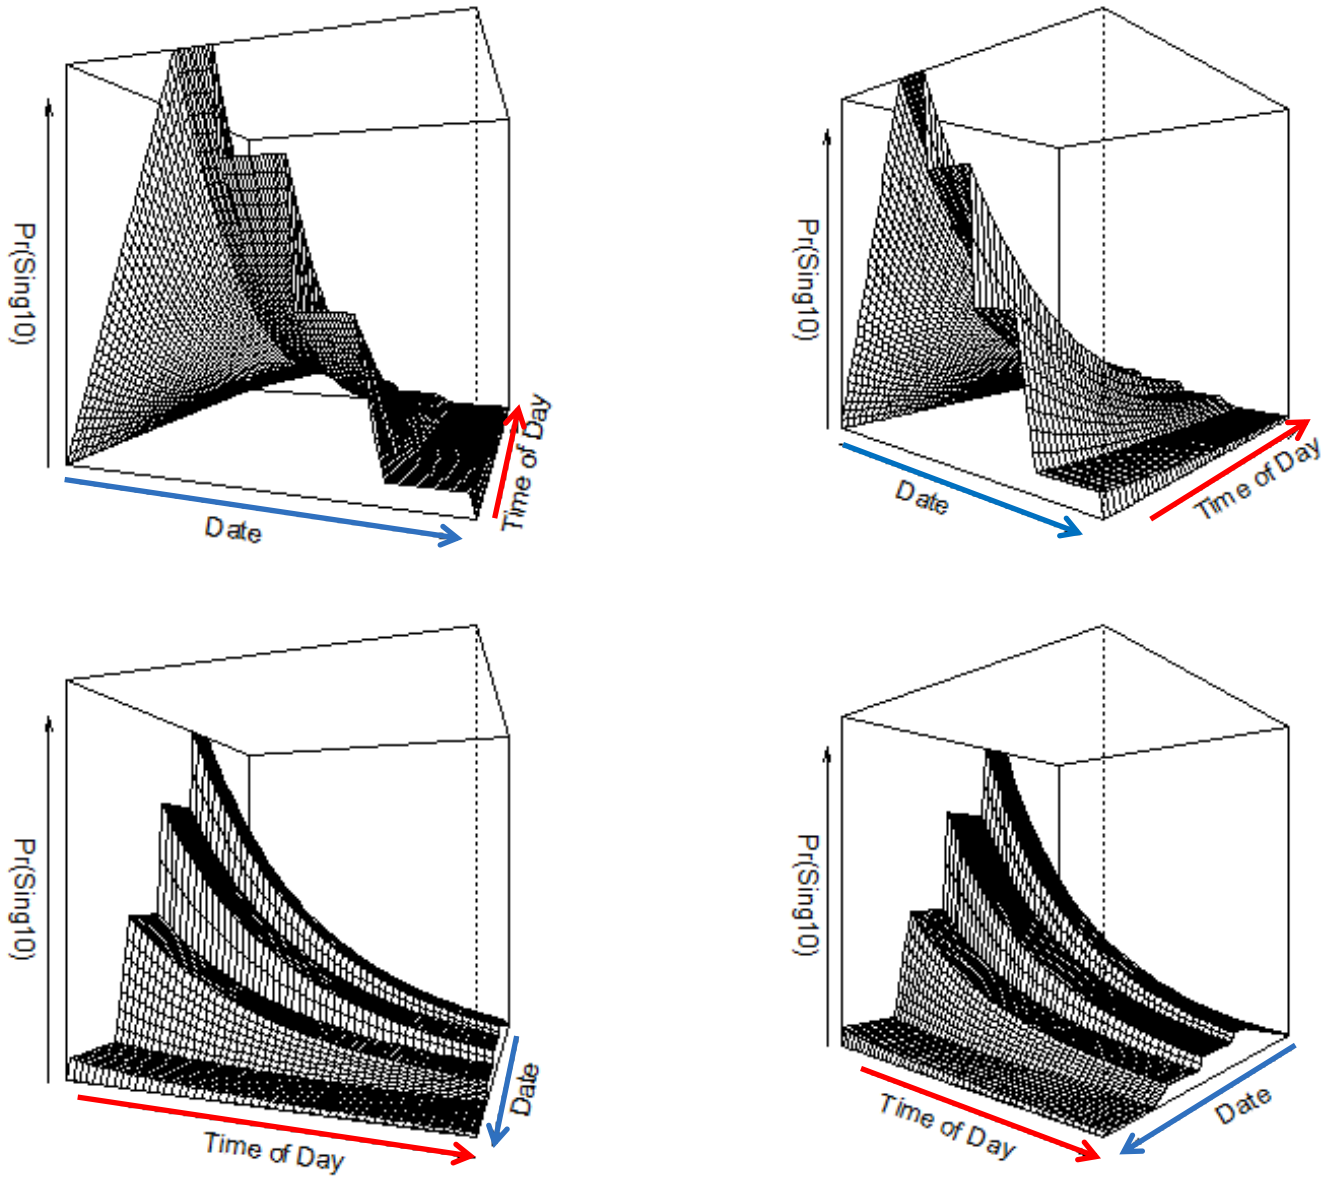 Pr(Sing10)
Date
Time of Day
Pr(Sing10)
Date
Time of Day
Pr(Sing10)
Time of Day
Date
Pr(Sing10)
Time of Day
Date